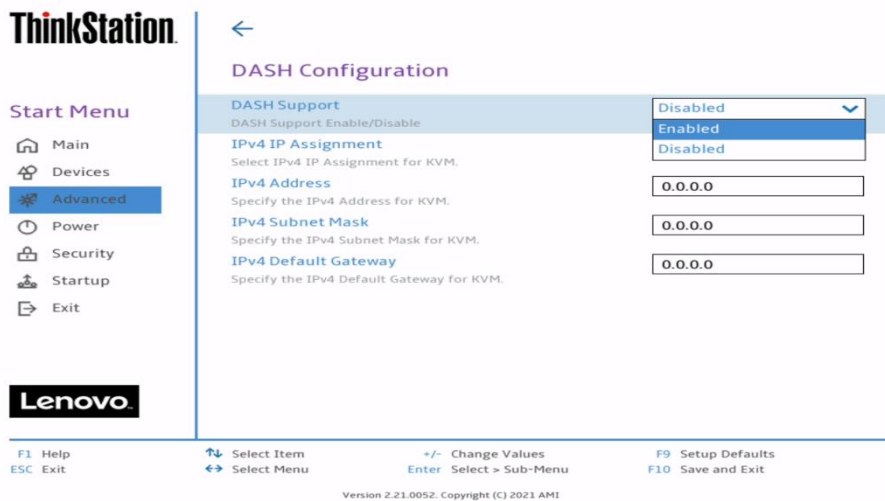 ThinkStation
DASH Configuration
Start Menu
Main
Devices
Advanced
Power
Security
Startup
Exit
Lenovo
DASH Support
DASH Support Enable/Disable
Disabled
Enabled
Disabled
IPv4 IP Assignment
Select IPv4 IP Assignment for KVM.
IPv4 Address
Specify the IPv4 Address for KVM.
0.0.0.0
IPv4 Subnet Mask
Specify the IPv4 Subnet Mask for KVM.
0.0.0.0
IPv4 Default Gateway
Specify the IPv4 Default Gateway for KVM.
0.0.0.0
F1 Help
ESC Exit
Select Item
Select Menu
+/- Change Values
Enter Select > Sub-Menu
F9 Setup Defaults
F10 Save and Exit
Version 2.21.0052. Copyright (C) 2021 AMI